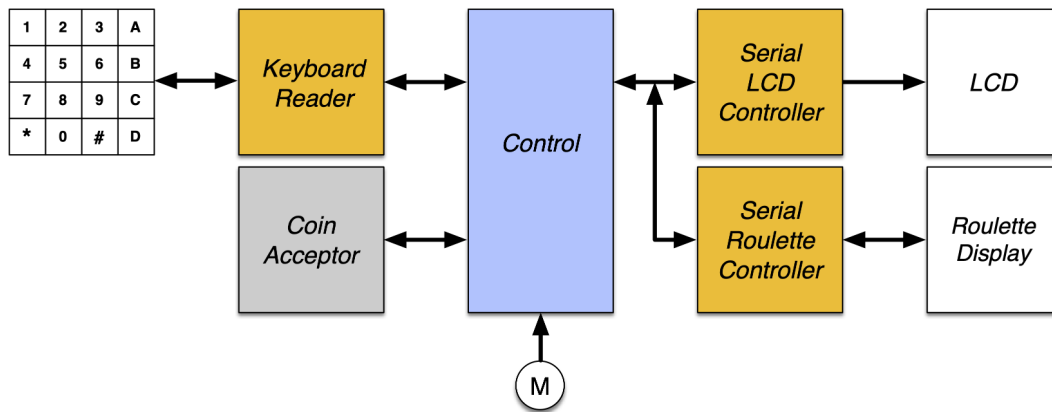 1 2 3 A
4 5 6 B
7 8 9 C
* 0 # D
Keyboard
Reader
Coin
Acceptor
Control
M
Serial
LCD
Controller
LCD
Serial
Roulette
Controller
Roulette
Display